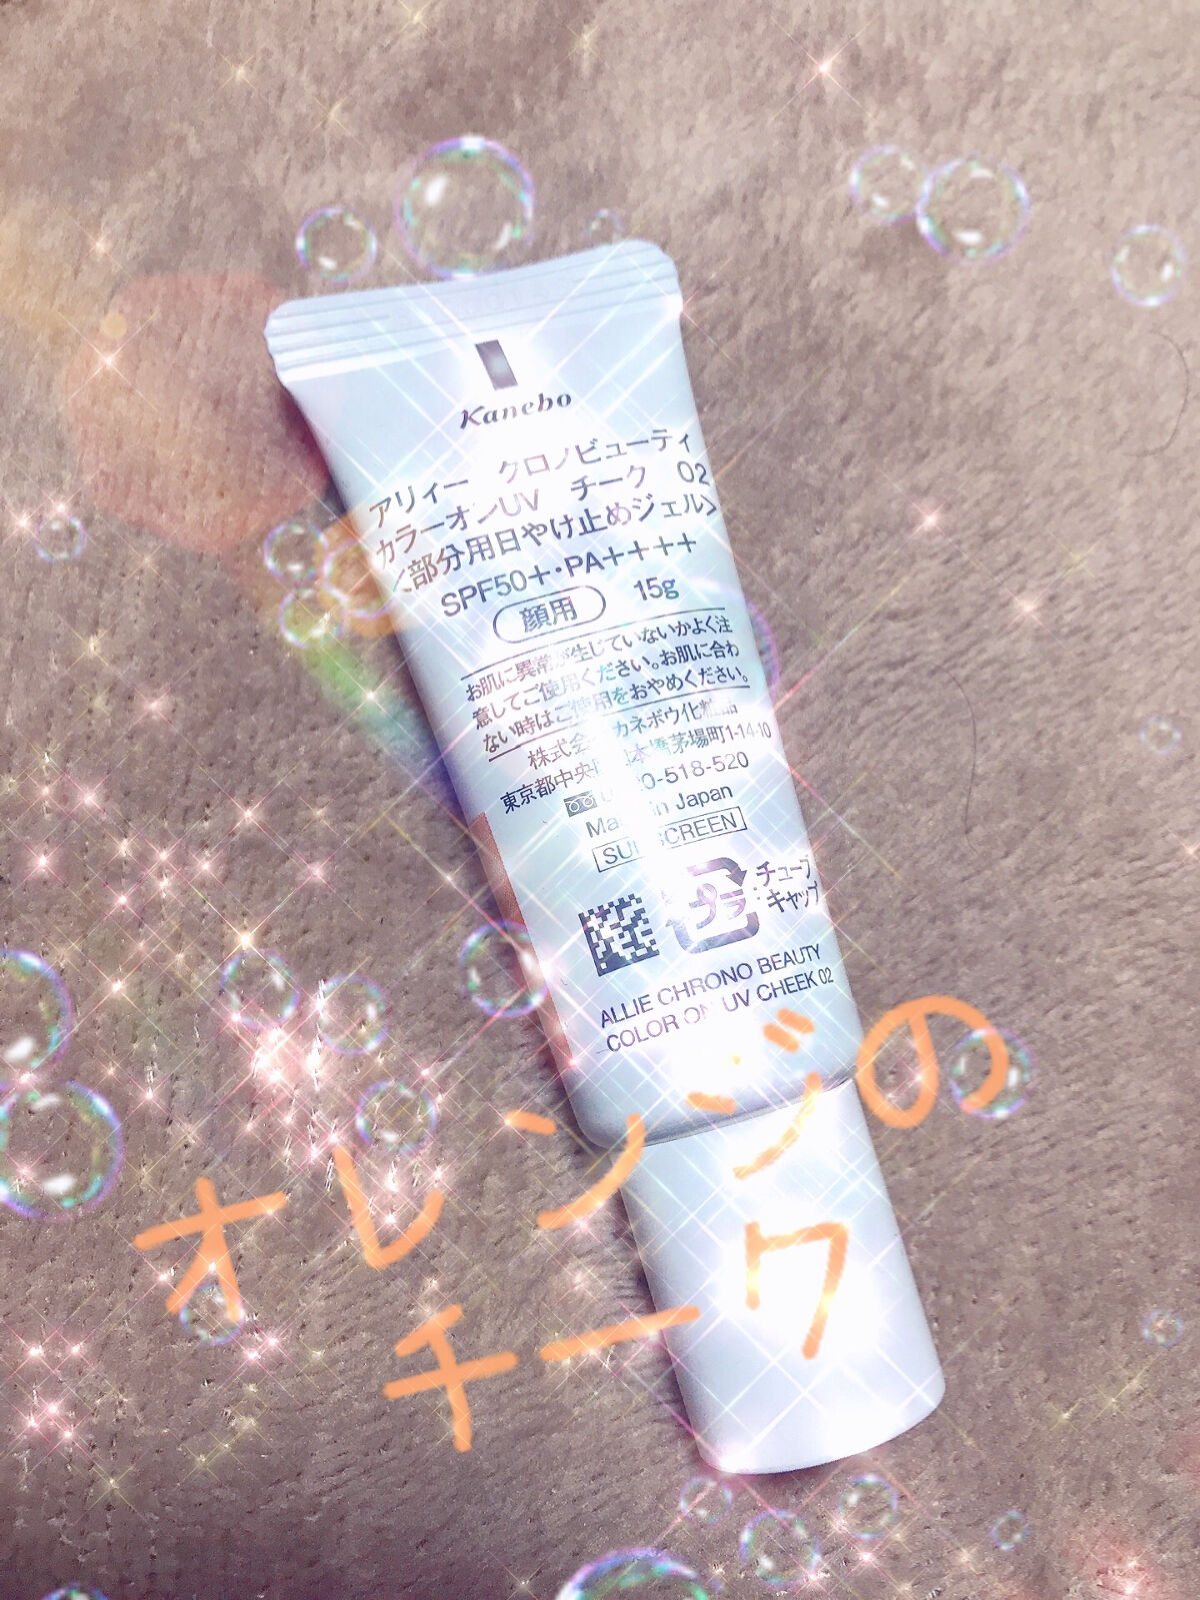 Kanebo
アリィー クロノビューティ
カラーオンUV チーク 02
<部分用日やけ止めジェル>
SPF50+・PA++++
顔用 15g
お肌に異常が生じていないかよく注
意してご使用ください。お肌に合わ
ない時はご使用をおやめください。
株式会 カネボウ化粧品
東京都中央 本橋茅場町1-14-10
0-518-520
in Japan
SCREEN
プラ チューブ
キャップ
ALLIE CHRONO BEAUTY
COLOR ON UV CHEEK 02
オレンジの
チーク